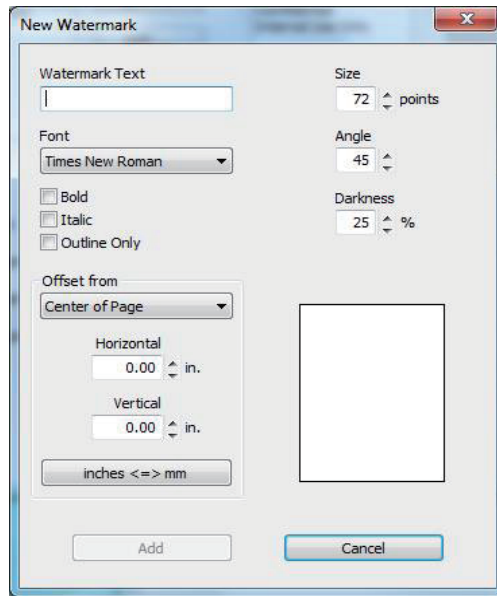 New Watermark
Watermark Text
Size
72 points
Font
Times New Roman
Angle
45
Bold
Italic
Outline Only
Darkness
25 %
Offset from
Center of Page
Horizontal
0.00 in.
Vertical
0.00 in.
inches <=> mm
Add
Cancel